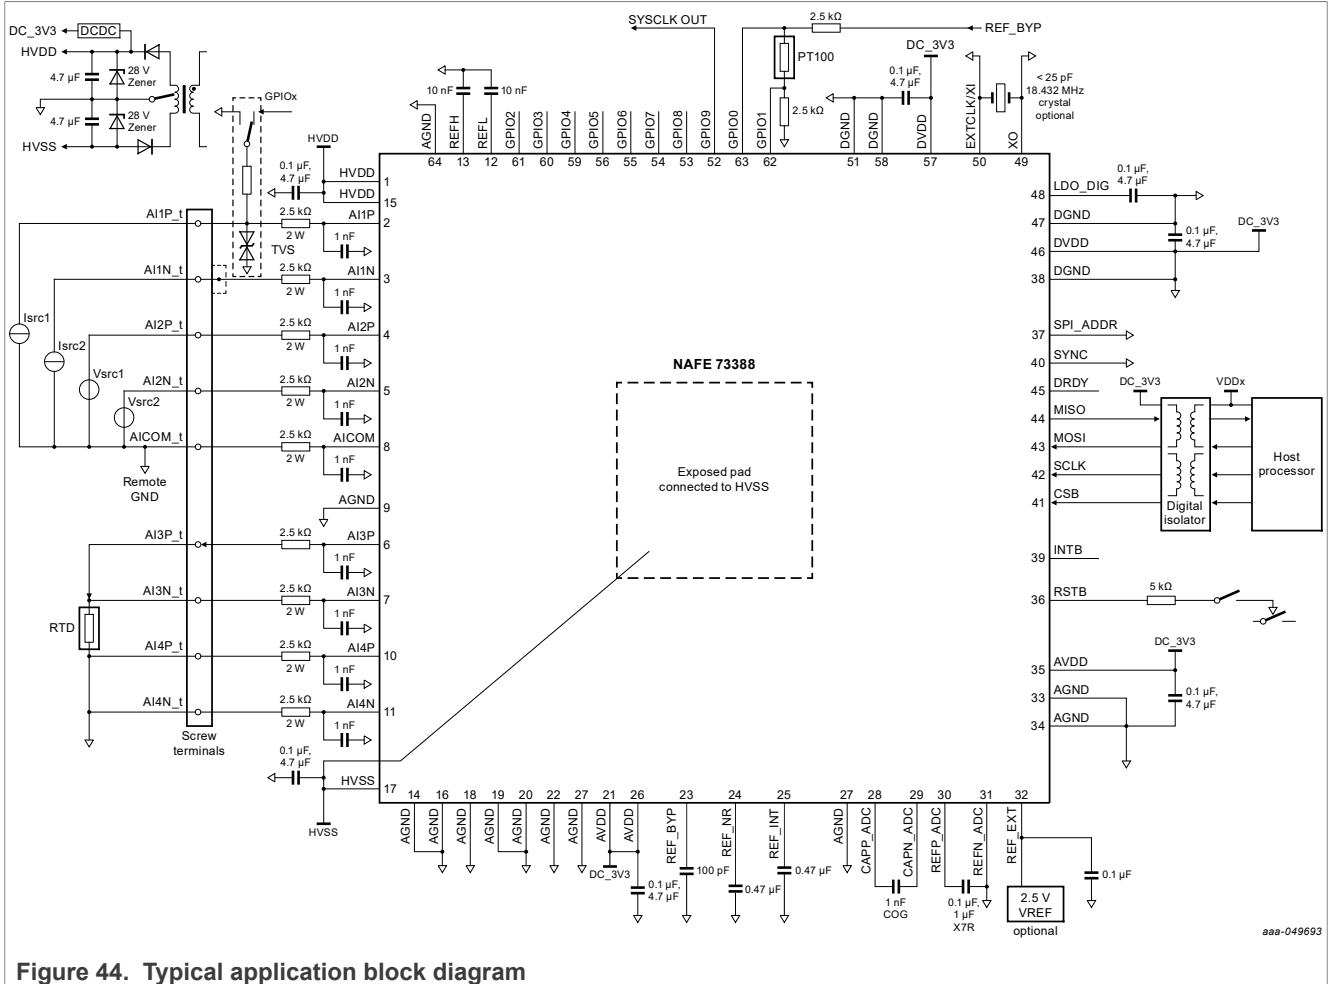 DC_3V3
DCDC
HVDD
4.7 µF
28 V
Zener
4.7 µF
28 V
Zener
HVSS
GPIOx
SYSCLK OUT
2.5 kΩ
REF_BYP
PT100
2.5 kΩ
DC_3V3
0.1 µF,
4.7 µF
< 25 pF
18.432 MHz
crystal
optional
10 nF
10 nF
AGND
REFH
REFL
GPIO2
GPIO3
GPIO4
GPIO5
GPIO6
GPIO7
GPIO8
GPIO9
GPIO0
GPIO1
DGND
DGND
DVDD
EXTCLK/XI
XO
64
13
12
61
60
59
56
55
54
53
52
63
62
51
58
57
50
49
HVDD
0.1 µF,
4.7 µF
HVDD
1
HVDD
15
AI1P_t
2.5 kΩ
2 W
AI1P
2
1 nF
TVS
AI1N_t
2.5 kΩ
2 W
AI1N
3
1 nF
Isrc1
AI2P_t
2.5 kΩ
2 W
AI2P
4
1 nF
Isrc2
Vsrc1
AI2N_t
2.5 kΩ
2 W
AI2N
5
1 nF
Vsrc2
AICOM_t
2.5 kΩ
2 W
AICOM
8
1 nF
Remote
GND
AGND
9
AI3P_t
2.5 kΩ
AI3P
6
1 nF
AI3N_t
2.5 kΩ
2 W
AI3N
7
1 nF
RTD
AI4P_t
2.5 kΩ
2 W
AI4P
10
1 nF
AI4N_t
2.5 kΩ
2 W
AI4N
11
1 nF
Screw
terminals
0.1 µF,
4.7 µF
HVSS
17
HVSS
NAFE 73388
Exposed pad
connected to HVSS
48
LDO_DIG
0.1 µF,
4.7 µF
47
DGND
0.1 µF,
4.7 µF
DC_3V3
46
DVDD
38
DGND
37
SPI_ADDR
40
SYNC
45
DRDY
DC_3V3
VDDx
44
MISO
43
MOSI
42
SCLK
41
CSB
Digital
isolator
Host
processor
39
INTB
36
RSTB
5 kΩ
DC_3V3
35
AVDD
33
AGND
0.1 µF,
4.7 µF
34
AGND
14
16
18
19
20
22
27
21
26
23
24
25
27
28
29
30
31
32
AGND
AGND
AGND
AGND
AGND
AGND
AGND
AVDD
AVDD
REF_BYP
REF_NR
REF_INT
AGND
CAPP_ADC
CAPN_ADC
REFP_ADC
REFN_ADC
REF_EXT
DC_3V3
0.1 µF,
4.7 µF
100 pF
0.47 µF
0.47 µF
1 nF
COG
0.1 µF,
1 µF
X7R
2.5 V
VREF
optional
0.1 µF
aaa-049693
Figure 44. Typical application block diagram